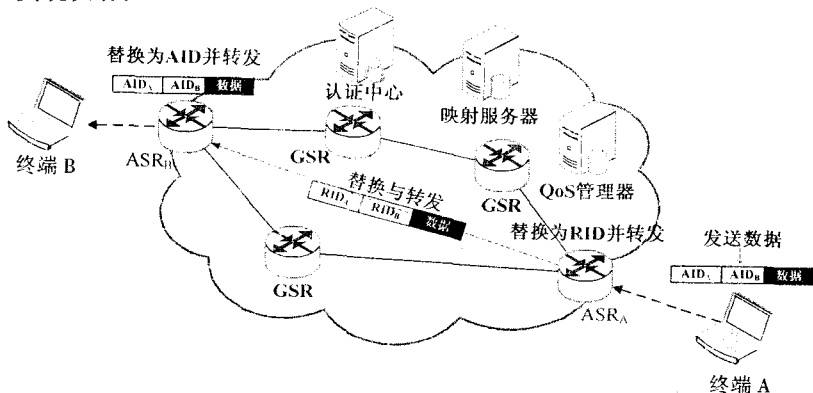 替换为AID并转发
AIDA AIDB 数据
认证中心
映射服务器
终端 B
ASRB
GSR
GSR
QoS管理器
替换与转发
RIDA RIDB 数据
替换为RID并转发
发送数据
AIDA AIDB 数据
GSR
ASRA
终端 A